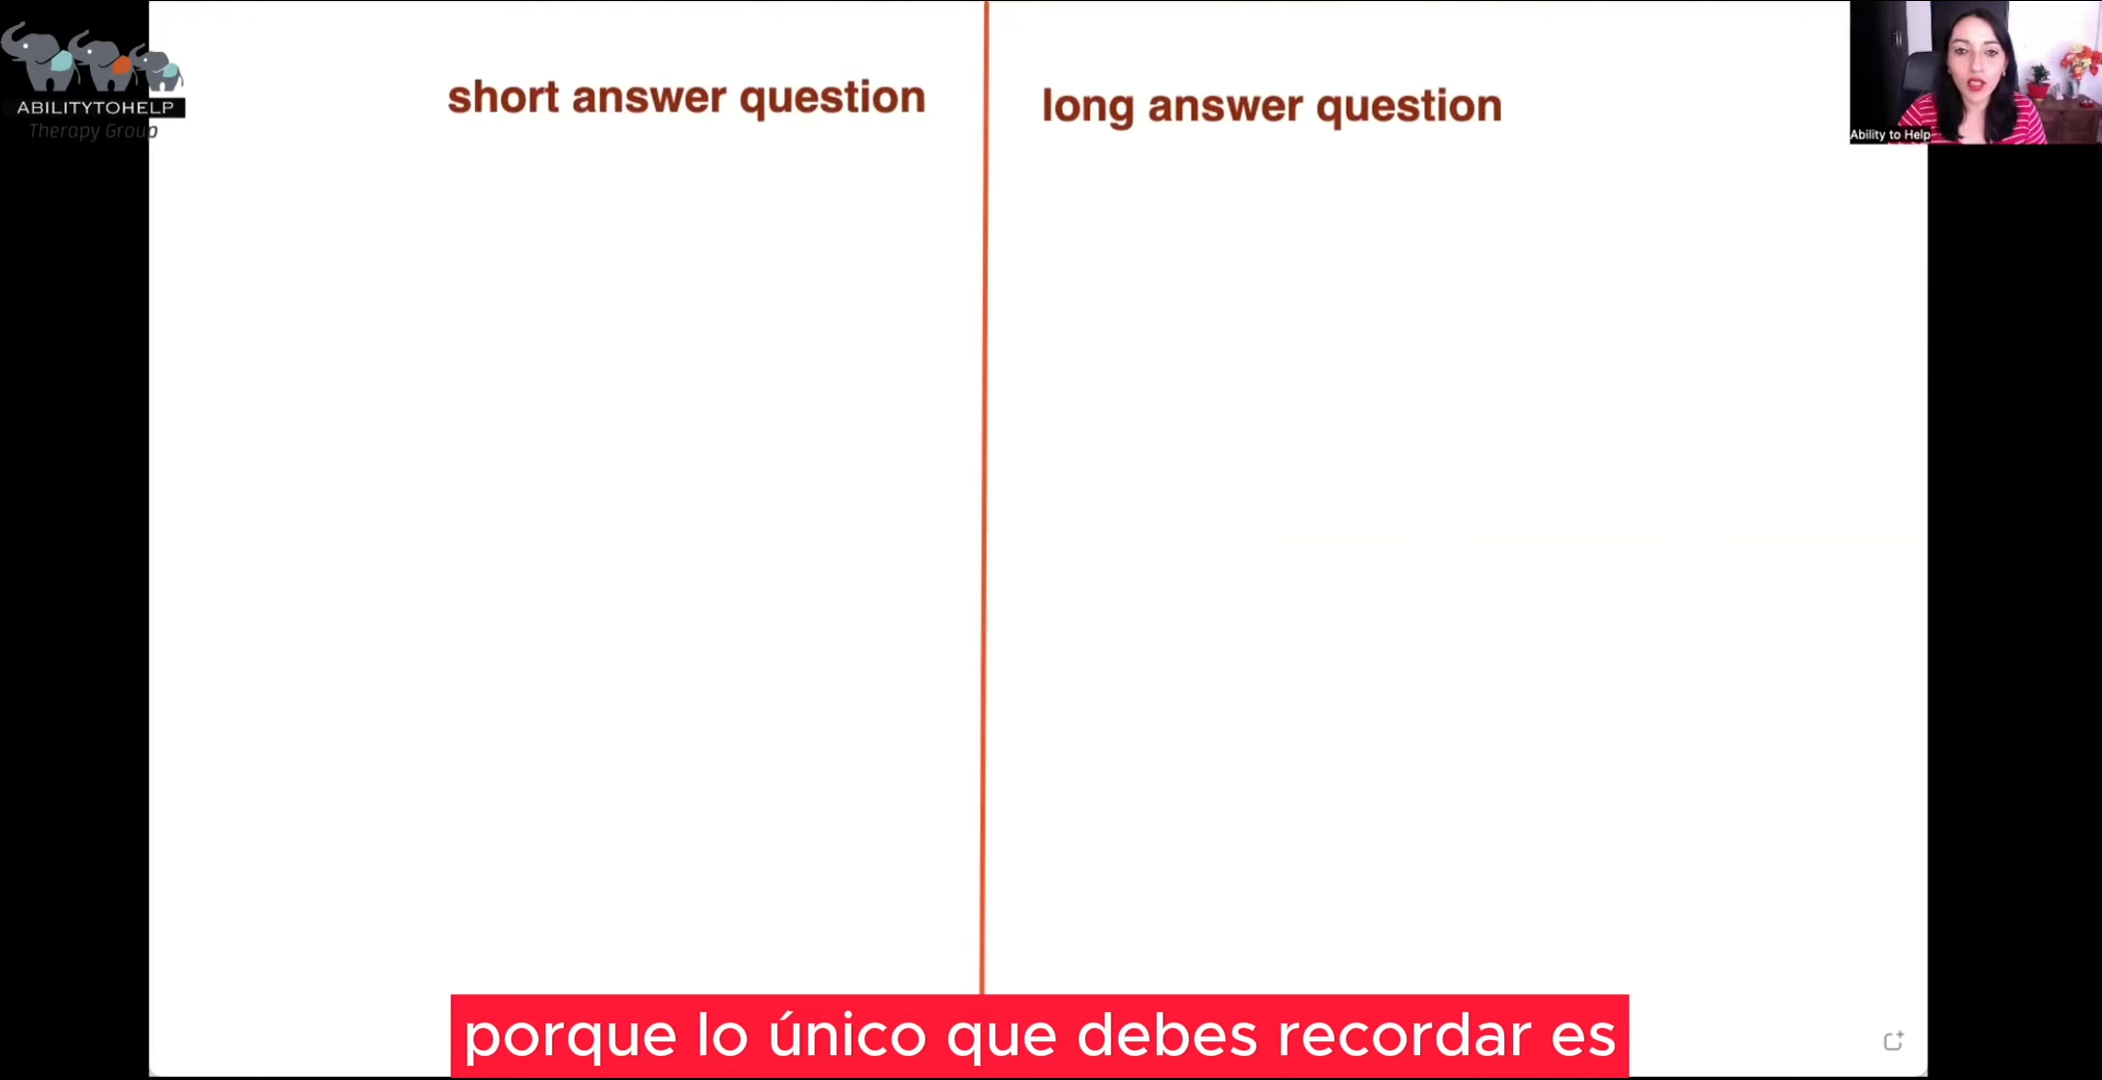 ABILITYTOHELP
Therapy Group
short answer question
long answer question
Ability to Help
porque lo único que debes recordar es